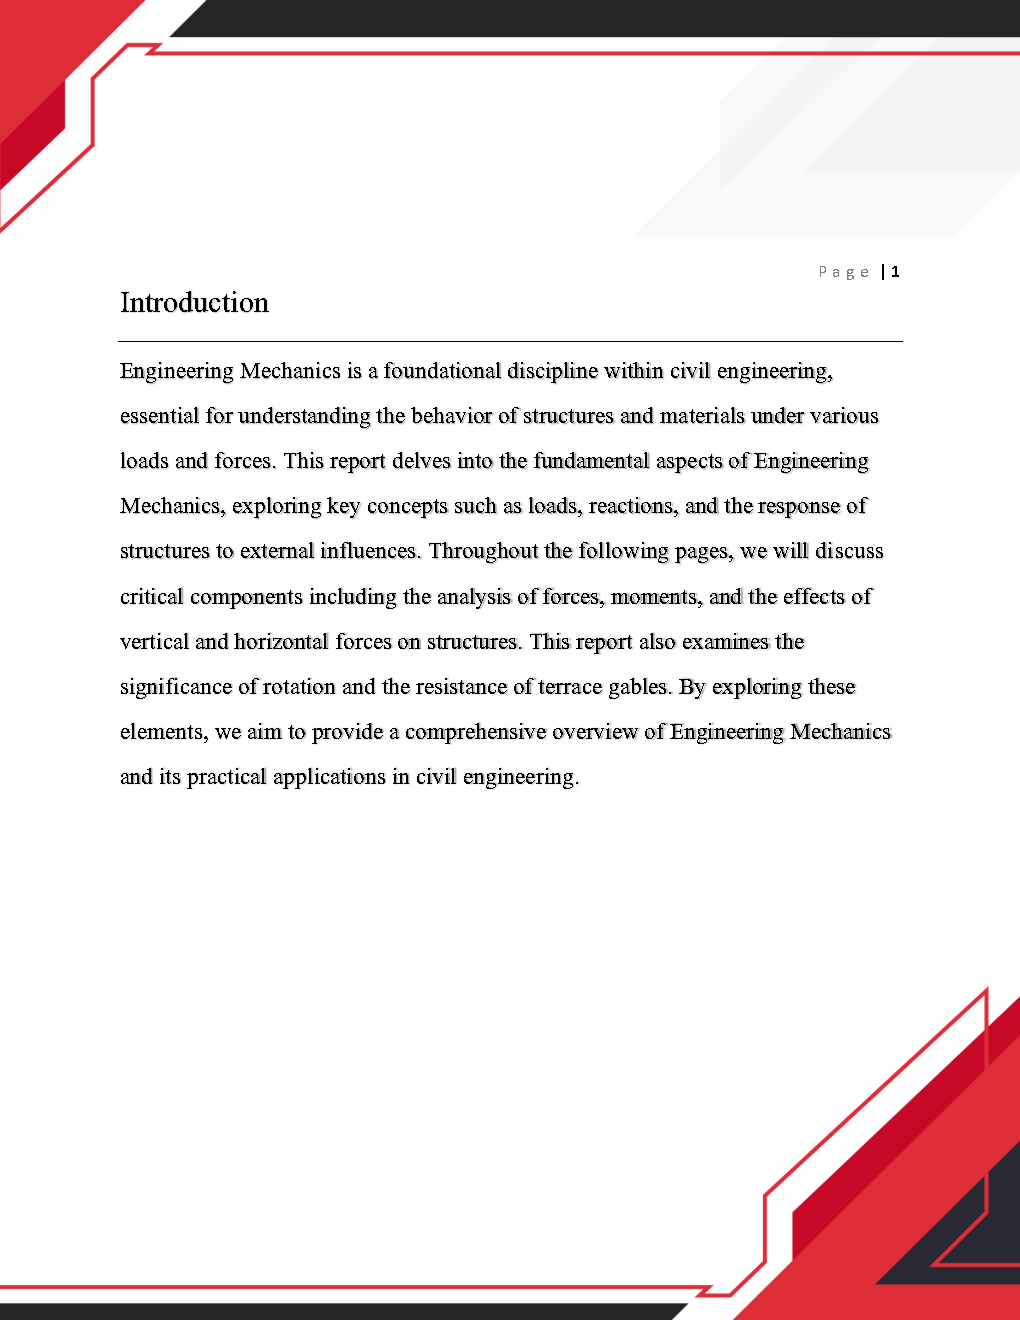 Page | 1
Introduction
Engineering Mechanics is a foundational discipline within civil engineering,
essential for understanding the behavior of structures and materials under various
loads and forces. This report delves into the fundamental aspects of Engineering
Mechanics, exploring key concepts such as loads, reactions, and the response of
structures to external influences. Throughout the following pages, we will discuss
critical components including the analysis of forces, moments, and the effects of
vertical and horizontal forces on structures. This report also examines the
significance of rotation and the resistance of terrace gables. By exploring these
elements, we aim to provide a comprehensive overview of Engineering Mechanics
and its practical applications in civil engineering.